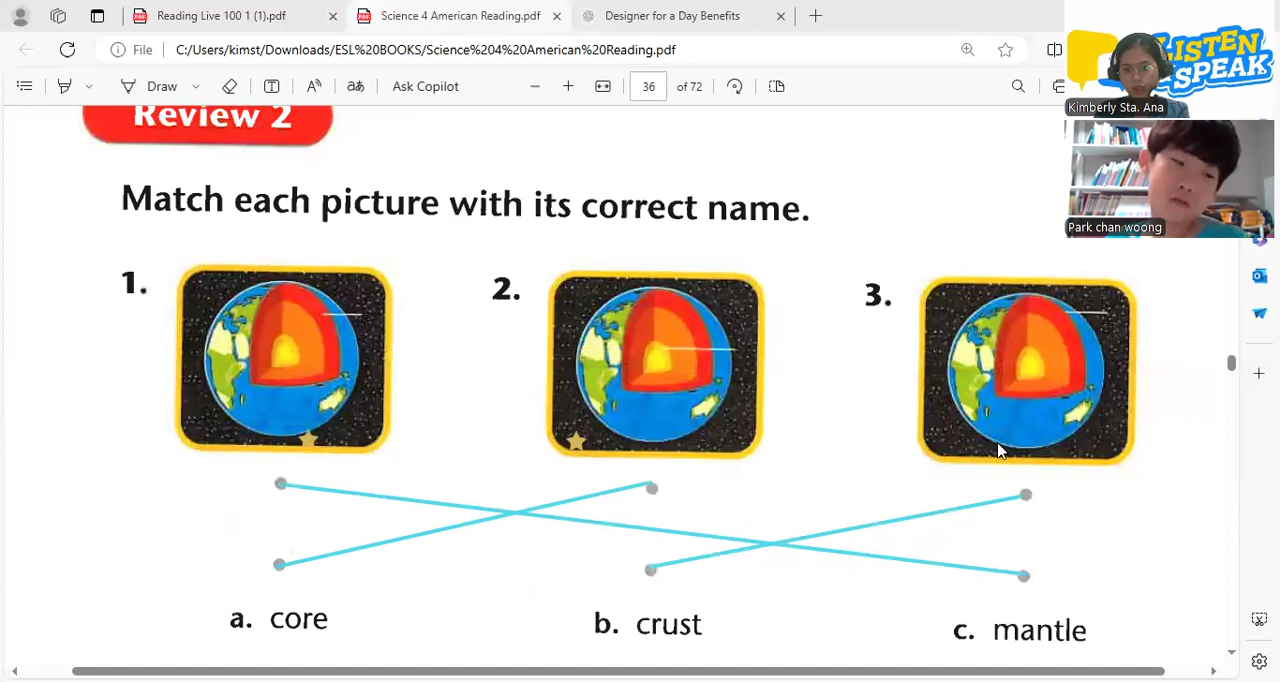 Reading Live 100 1 (1).pdf
Science 4 American Reading.pdf
Designer for a Day Benefits
File
C:/Users/kimst/Downloads/ESL%20BOOKS/Science%204%20American%20Reading.pdf
Draw
Ask Copilot
36 of 72
LISTEN
SPEAK
Kimberly Sta. Ana
Park chan woong
Review 2
Match each picture with its correct name.
1.
2.
3.
a. core
b. crust
c. mantle